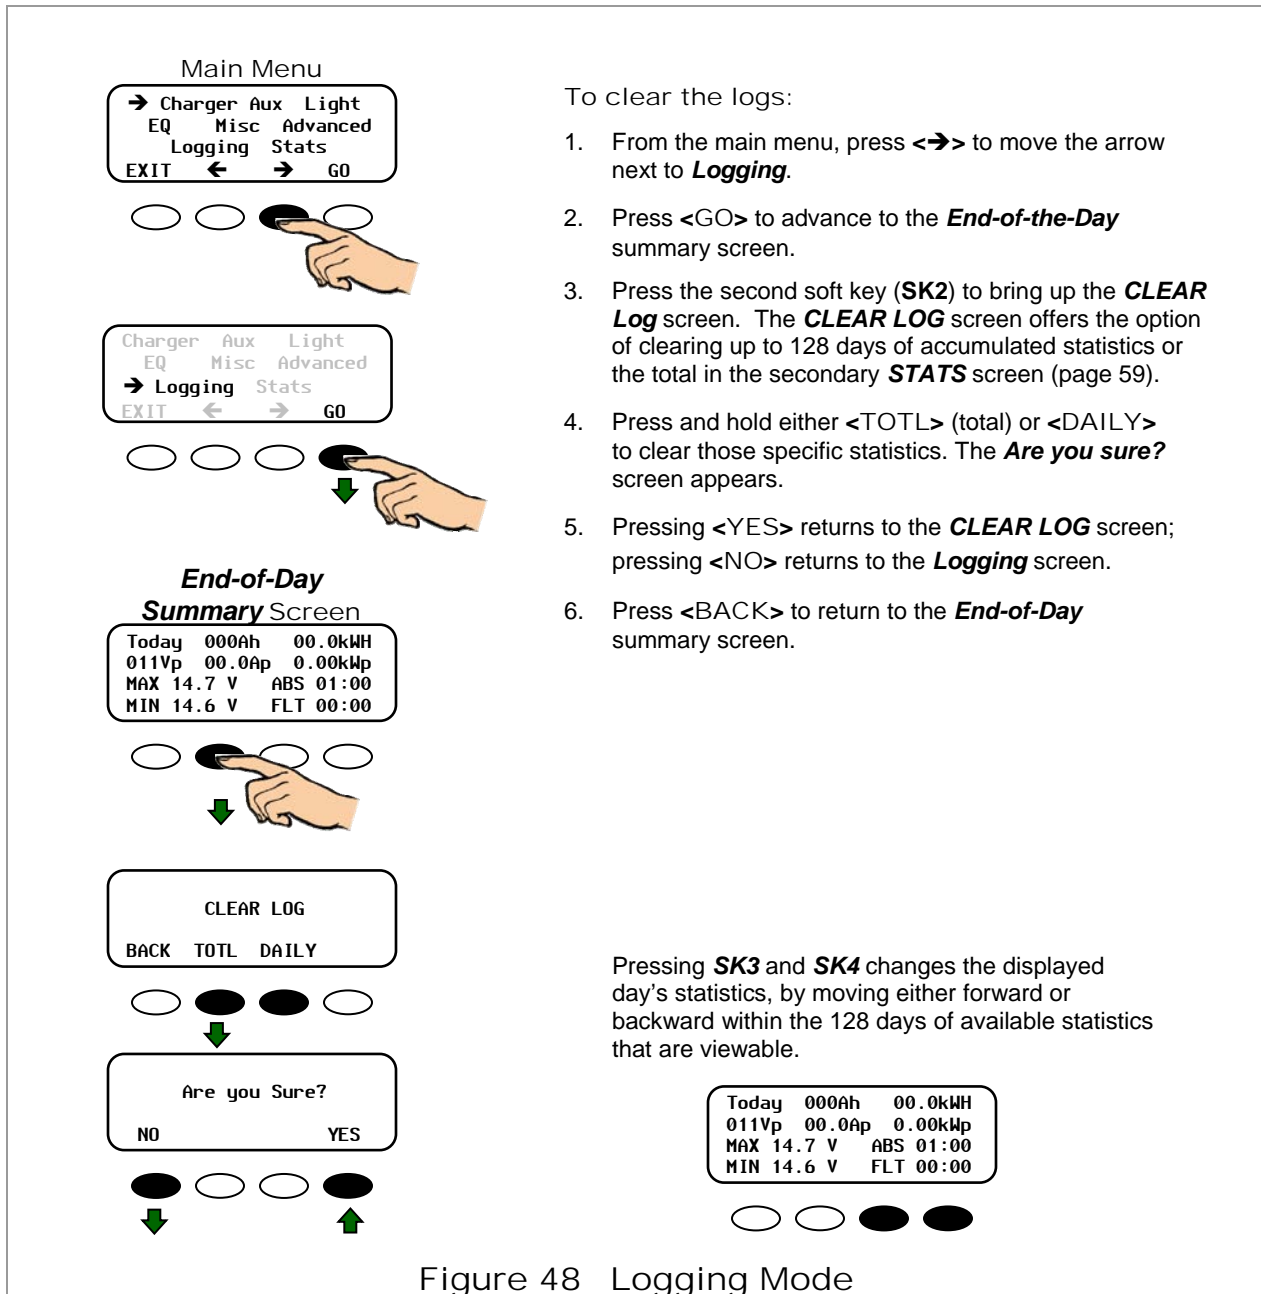 Main Menu
➔ Charger Aux Light
EQ Misc Advanced
Logging Stats
EXIT ← → GO
Charger Aux Light
EQ Misc Advanced
➔ Logging Stats
EXIT ← → GO
End-of-Day
Summary Screen
Today 000Ah 00.0kWH
011Vp 00.0Ap 0.00kWp
MAX 14.7 V ABS 01:00
MIN 14.6 V FLT 00:00
CLEAR LOG
BACK TOTL DAILY
Are you Sure?
NO YES
To clear the logs:
1. From the main menu, press <➔> to move the arrow
next to Logging.
2. Press <GO> to advance to the End-of-the-Day
summary screen.
3. Press the second soft key (SK2) to bring up the CLEAR
Log screen. The CLEAR LOG screen offers the option
of clearing up to 128 days of accumulated statistics or
the total in the secondary STATS screen (page 59).
4. Press and hold either <TOTL> (total) or <DAILY>
to clear those specific statistics. The Are you sure?
screen appears.
5. Pressing <YES> returns to the CLEAR LOG screen;
pressing <NO> returns to the Logging screen.
6. Press <BACK> to return to the End-of-Day
summary screen.
Pressing SK3 and SK4 changes the displayed
day's statistics, by moving either forward or
backward within the 128 days of available statistics
that are viewable.
Today 000Ah 00.0kWH
011Vp 00.0Ap 0.00kWp
MAX 14.7 V ABS 01:00
MIN 14.6 V FLT 00:00
Figure 48 Logging Mode